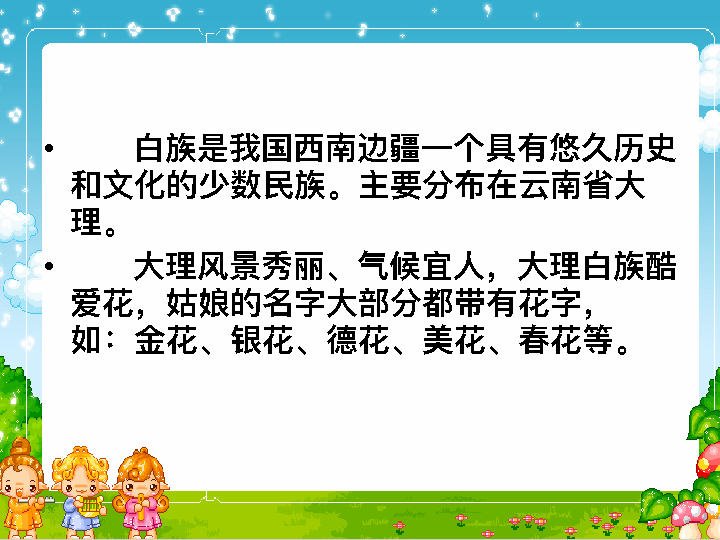 • 白族是我国西南边疆一个具有悠久历史
和文化的少数民族。主要分布在云南省大
理。
• 大理风景秀丽、气候宜人，大理白族酷
爱花，姑娘的名字大部分都带有花字，
如：金花、银花、德花、美花、春花等。